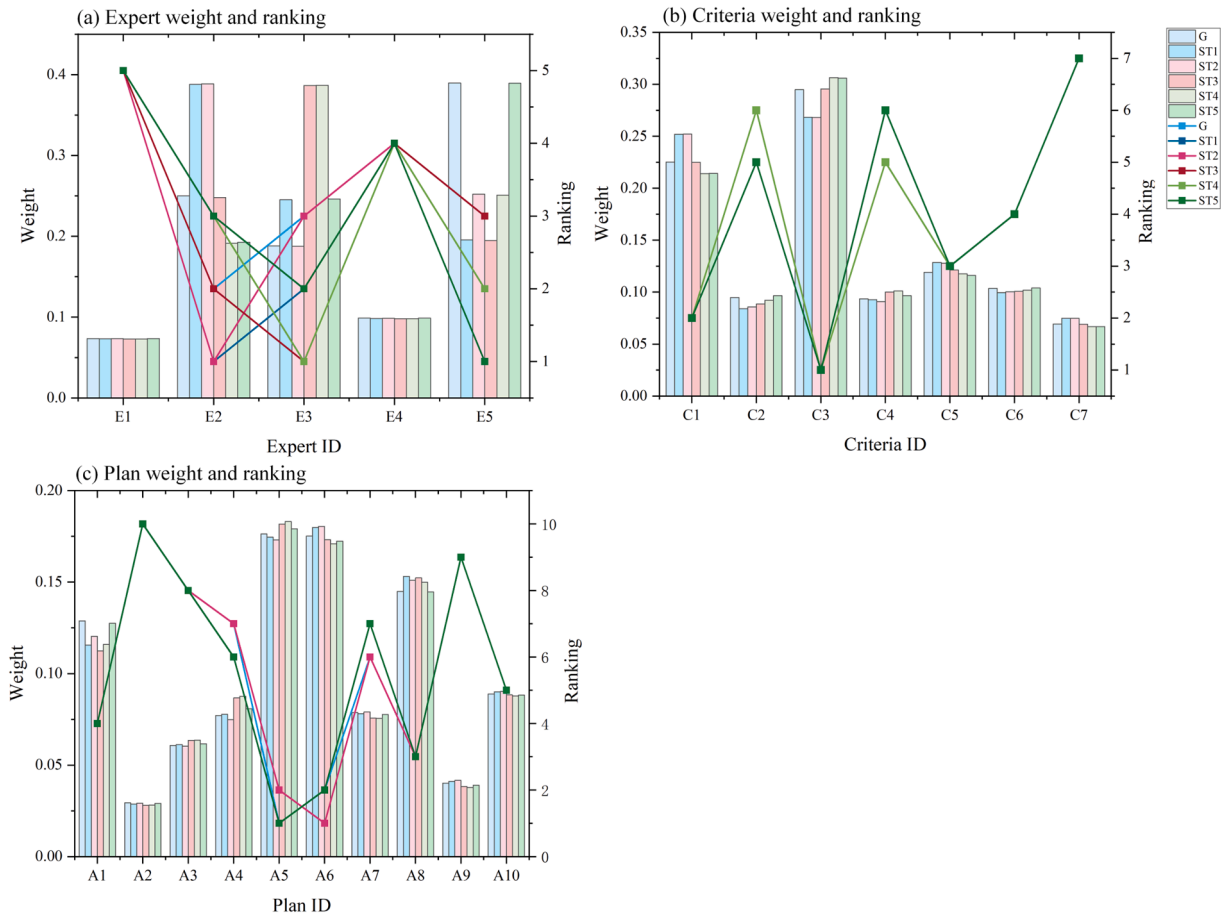 (a) Expert weight and ranking
0.4
0.3
0.2
0.1
0.0
Weight
5
4
3
2
1
Ranking
E1 E2 E3 E4 E5
Expert ID
(b) Criteria weight and ranking
0.35
0.30
0.25
0.20
0.15
0.10
0.05
0.00
Weight
7
6
5
4
3
2
1
Ranking
C1 C2 C3 C4 C5 C6 C7
Criteria ID
G
ST1
ST2
ST3
ST4
ST5
G
ST1
ST2
ST3
ST4
ST5
(c) Plan weight and ranking
0.20
0.15
0.10
0.05
0.00
Weight
10
8
6
4
2
0
Ranking
A1 A2 A3 A4 A5 A6 A7 A8 A9 A10
Plan ID